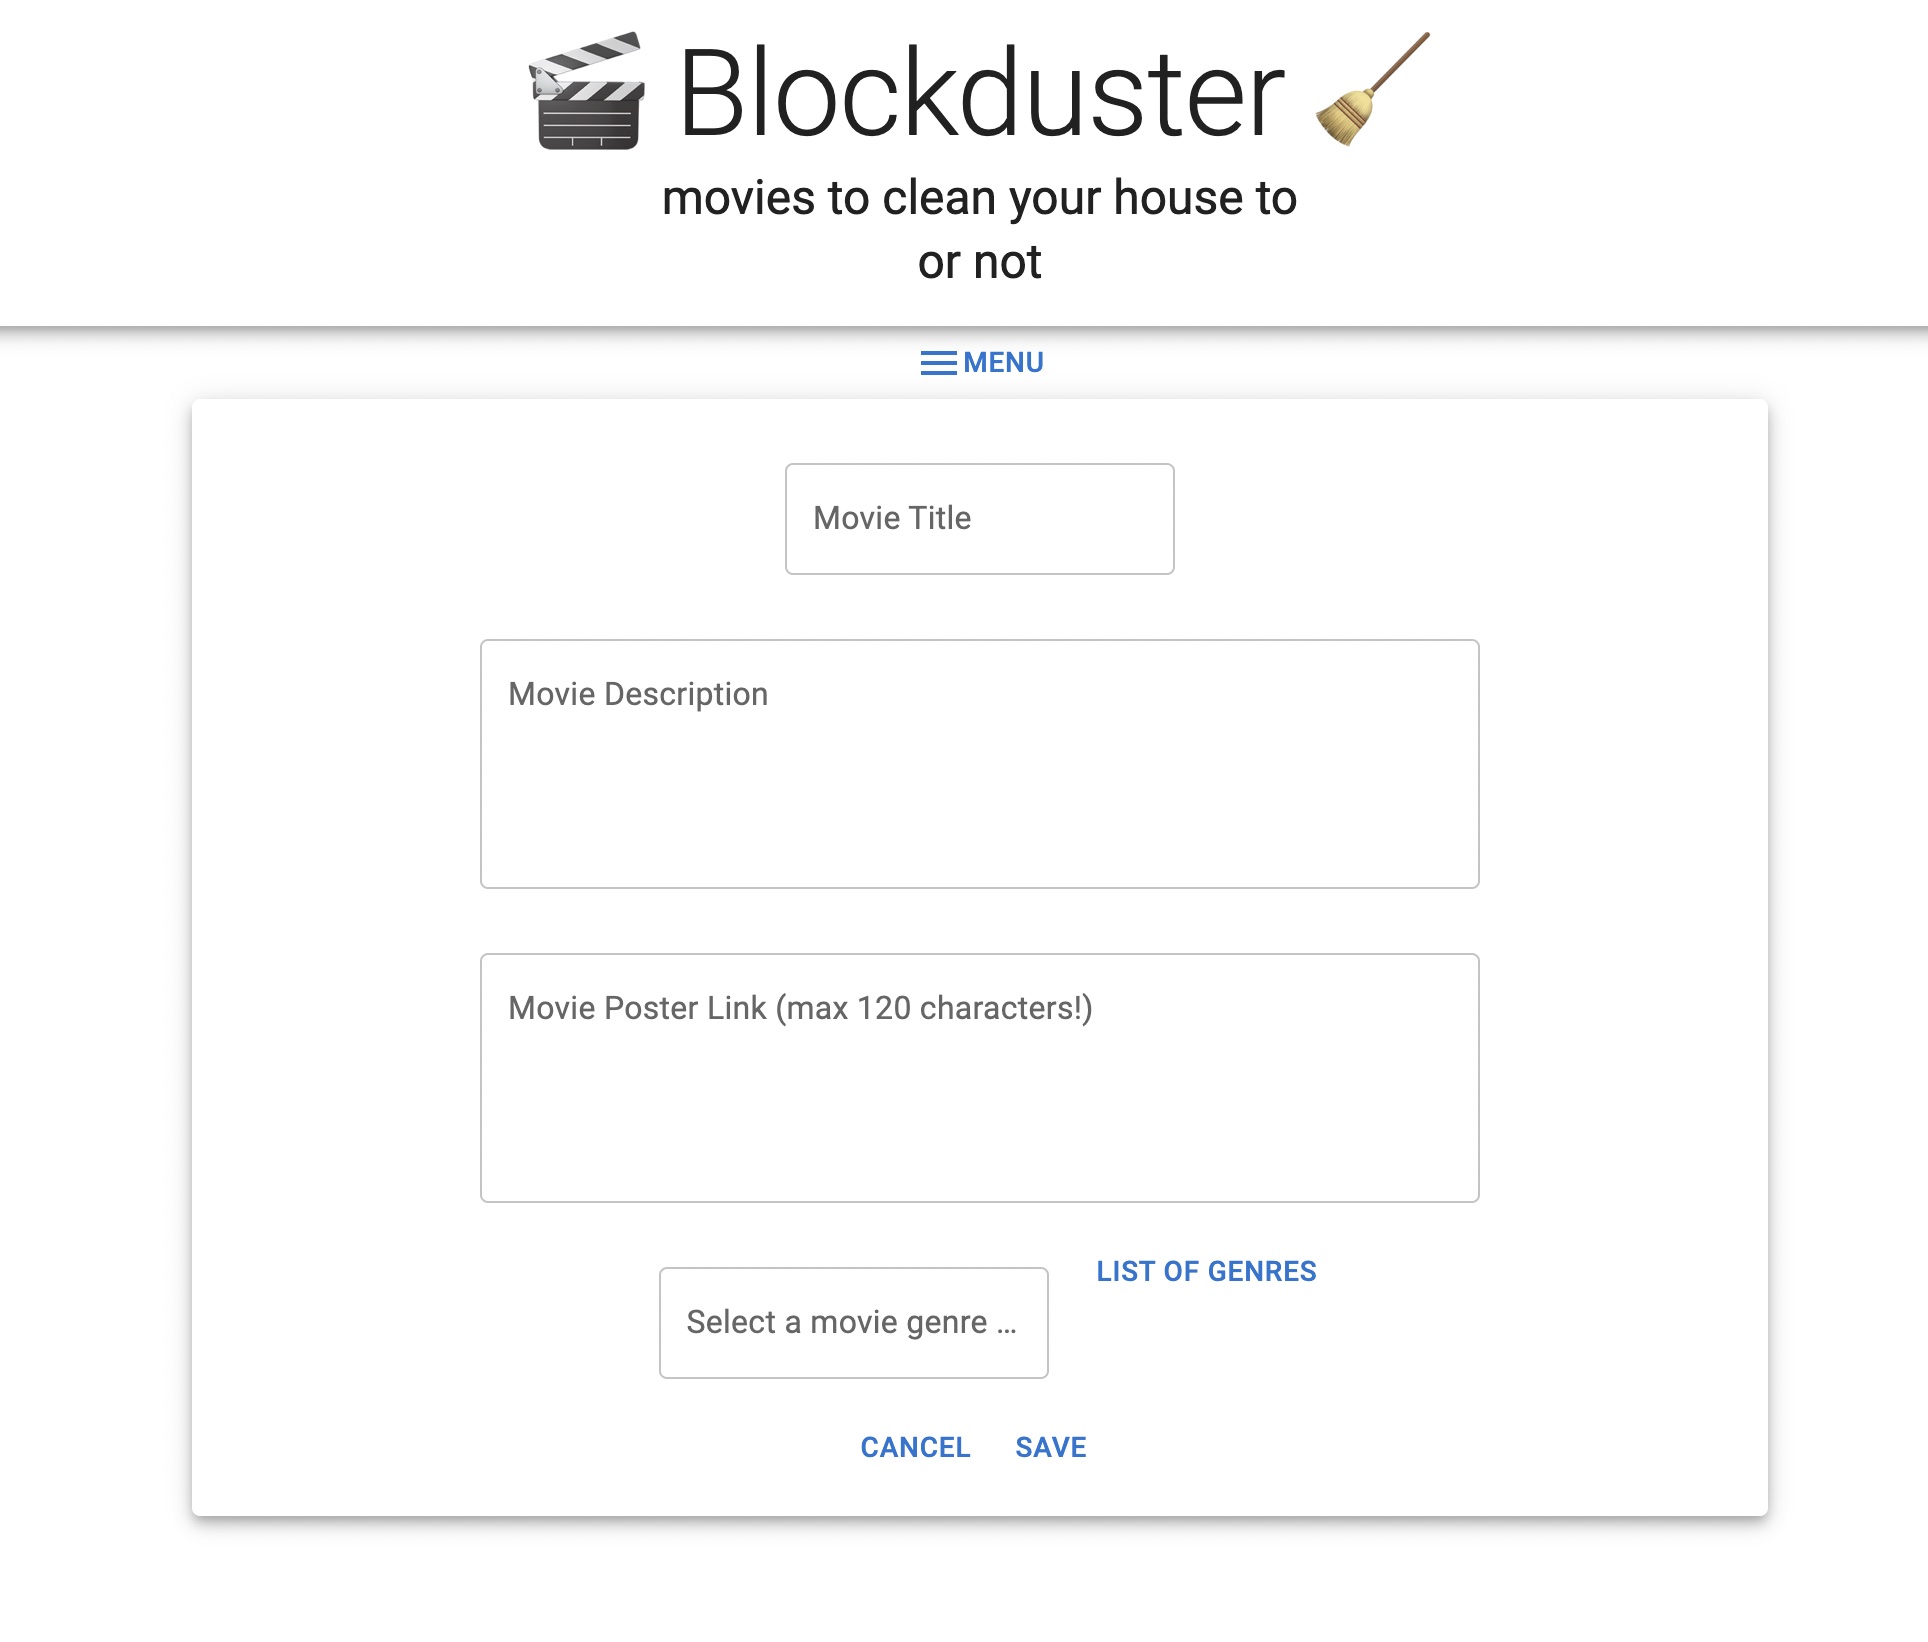 Blockduster
movies to clean your house to
or not
MENU
Movie Title
Movie Description
Movie Poster Link (max 120 characters!)
LIST OF GENRES
Select a movie genre ...
CANCEL SAVE